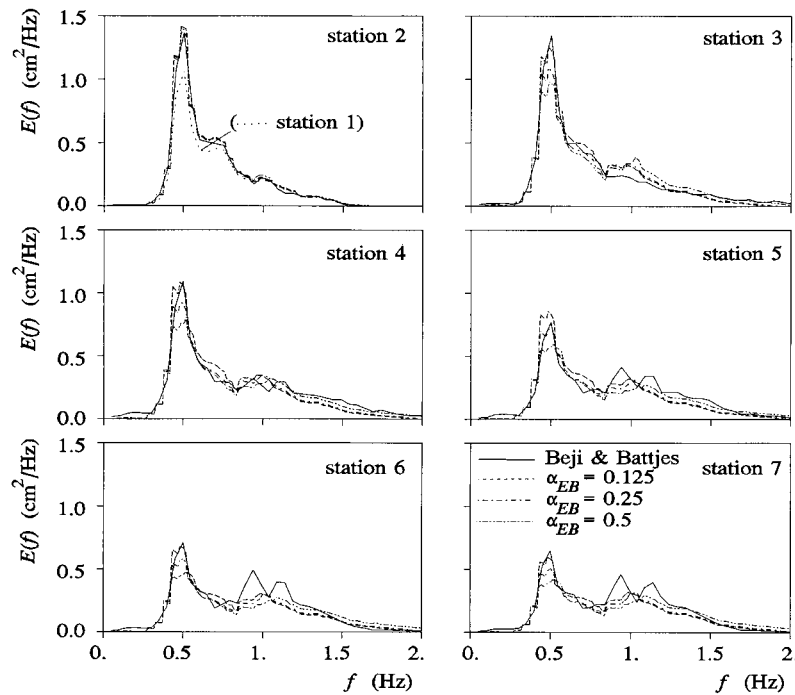 station 2
station 3
E(f) (cm²/Hz)
1.5
1.0
0.5
0.0
(····· station 1)
station 4
station 5
E(f) (cm²/Hz)
1.5
1.0
0.5
0.0
station 6
station 7
E(f) (cm²/Hz)
1.5
1.0
0.5
0.0
Beji & Battjes
α_EB = 0.125
α_EB = 0.25
α_EB = 0.5
0. 0.5 1. 1.5 2.
0. 0.5 1. 1.5 2.
f (Hz)
f (Hz)